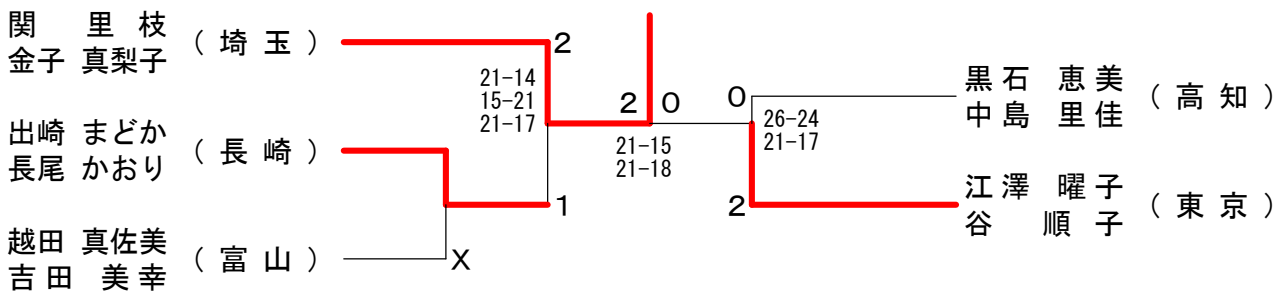 関 里 枝
金子 真梨子
( 埼 玉 )
2
21-14
15-21
21-17
出崎 まどか
長尾 かおり
( 長 崎 )
1
越田 真佐美
吉田 美幸
( 富 山 )
X
2 0
21-15
21-18
0
26-24
21-17
2
黒石 恵美
中島 里佳
( 高 知 )
江澤 曜子
谷 順子
( 東 京 )